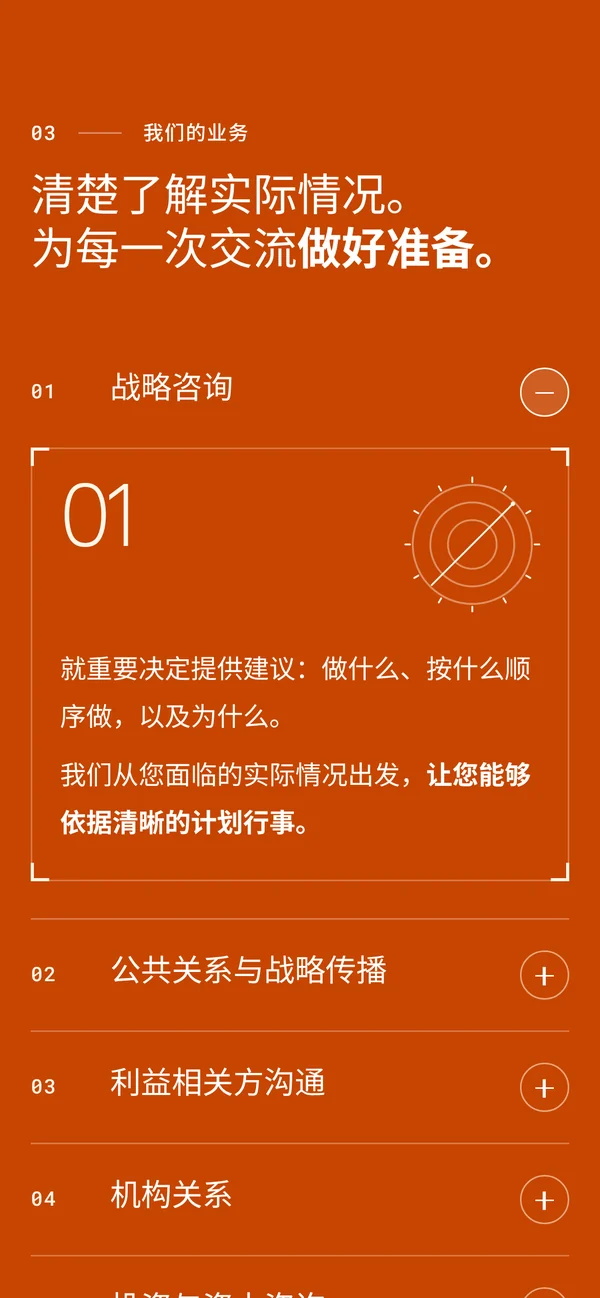 03 我们的业务
清楚了解实际情况。
为每一次交流做好准备。
01 战略咨询
01
就重要决定提供建议：做什么、按什么顺
序做，以及为什么。
我们从您面临的实际情况出发，让您能够
依据清晰的计划行事。
02 公共关系与战略传播
03 利益相关方沟通
04 机构关系